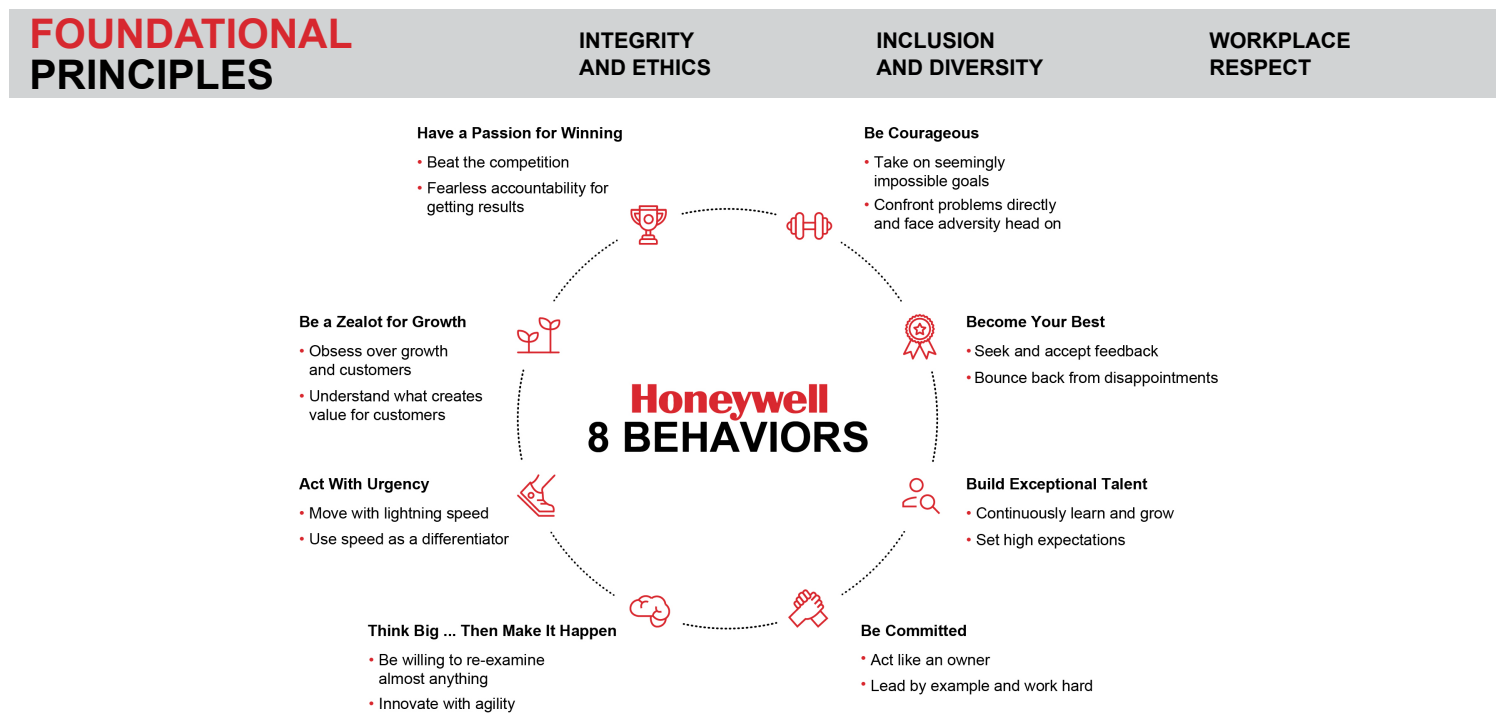 FOUNDATIONAL
PRINCIPLES
INTEGRITY
AND ETHICS
INCLUSION
AND DIVERSITY
WORKPLACE
RESPECT
Have a Passion for Winning
• Beat the competition
• Fearless accountability for
getting results
Be Courageous
• Take on seemingly
impossible goals
• Confront problems directly
and face adversity head on
Be a Zealot for Growth
• Obsess over growth
and customers
• Understand what creates
value for customers
Become Your Best
• Seek and accept feedback
• Bounce back from disappointments
Honeywell
8 BEHAVIORS
Act With Urgency
• Move with lightning speed
• Use speed as a differentiator
Build Exceptional Talent
• Continuously learn and grow
• Set high expectations
Think Big ... Then Make It Happen
• Be willing to re-examine
almost anything
• Innovate with agility
Be Committed
• Act like an owner
• Lead by example and work hard